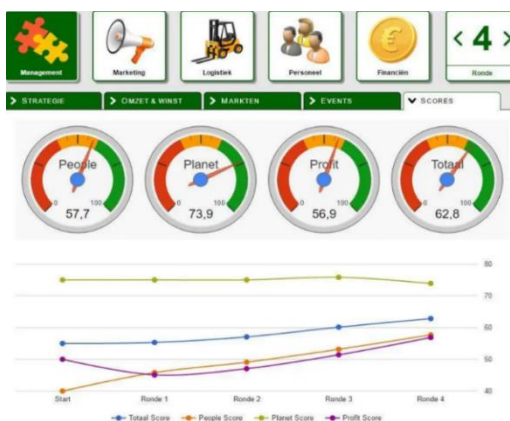 Management
Marketing
Logistiek
Personeel
Financiën
< 4 >
Ronde
STRATEGIE
OMZET & WINST
MARKTEN
EVENTS
SCORES
People
0
100
57,7
Planet
0
100
73,9
Profit
0
100
56,9
Totaal
0
100
62,8
80
70
60
50
40
Start
Ronde 1
Ronde 2
Ronde 3
Ronde 4
Totaal Score
People Score
Planet Score
Profit Score